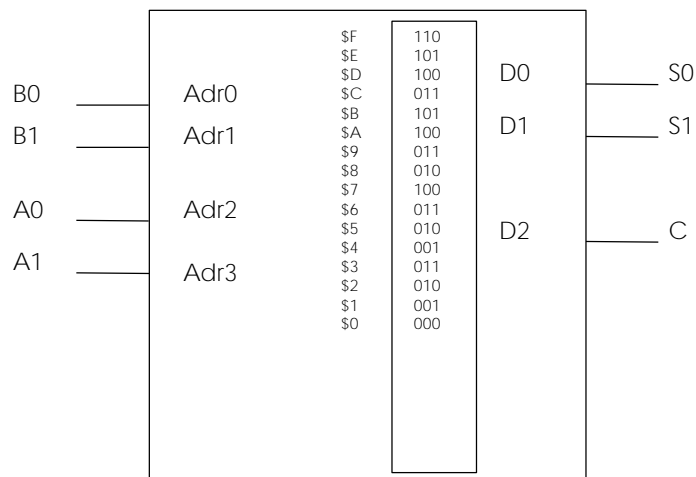 $F 110
$E 101
$D 100 D0 S0
B0 Adr0 $C 011
$B 101
B1 Adr1 $A 100 D1 S1
$9 011
$8 010
$7 100
A0 Adr2 $6 011
$5 010 D2 C
$4 001
A1 Adr3 $3 011
$2 010
$1 001
$0 000